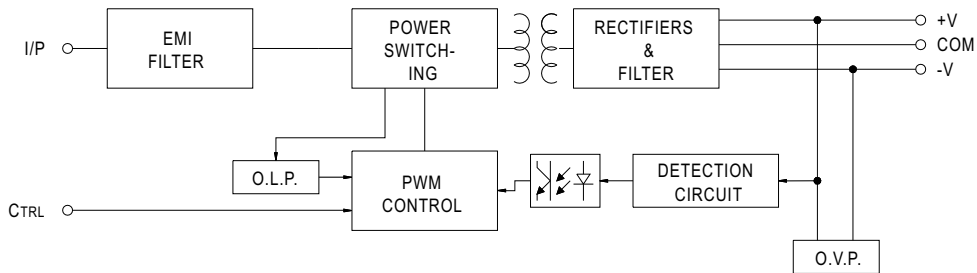 I/P
EMI
FILTER
POWER
SWITCH-
ING
RECTIFIERS
&
FILTER
+V
COM
-V
O.L.P.
PWM
CONTROL
DETECTION
CIRCUIT
CTRL
O.V.P.